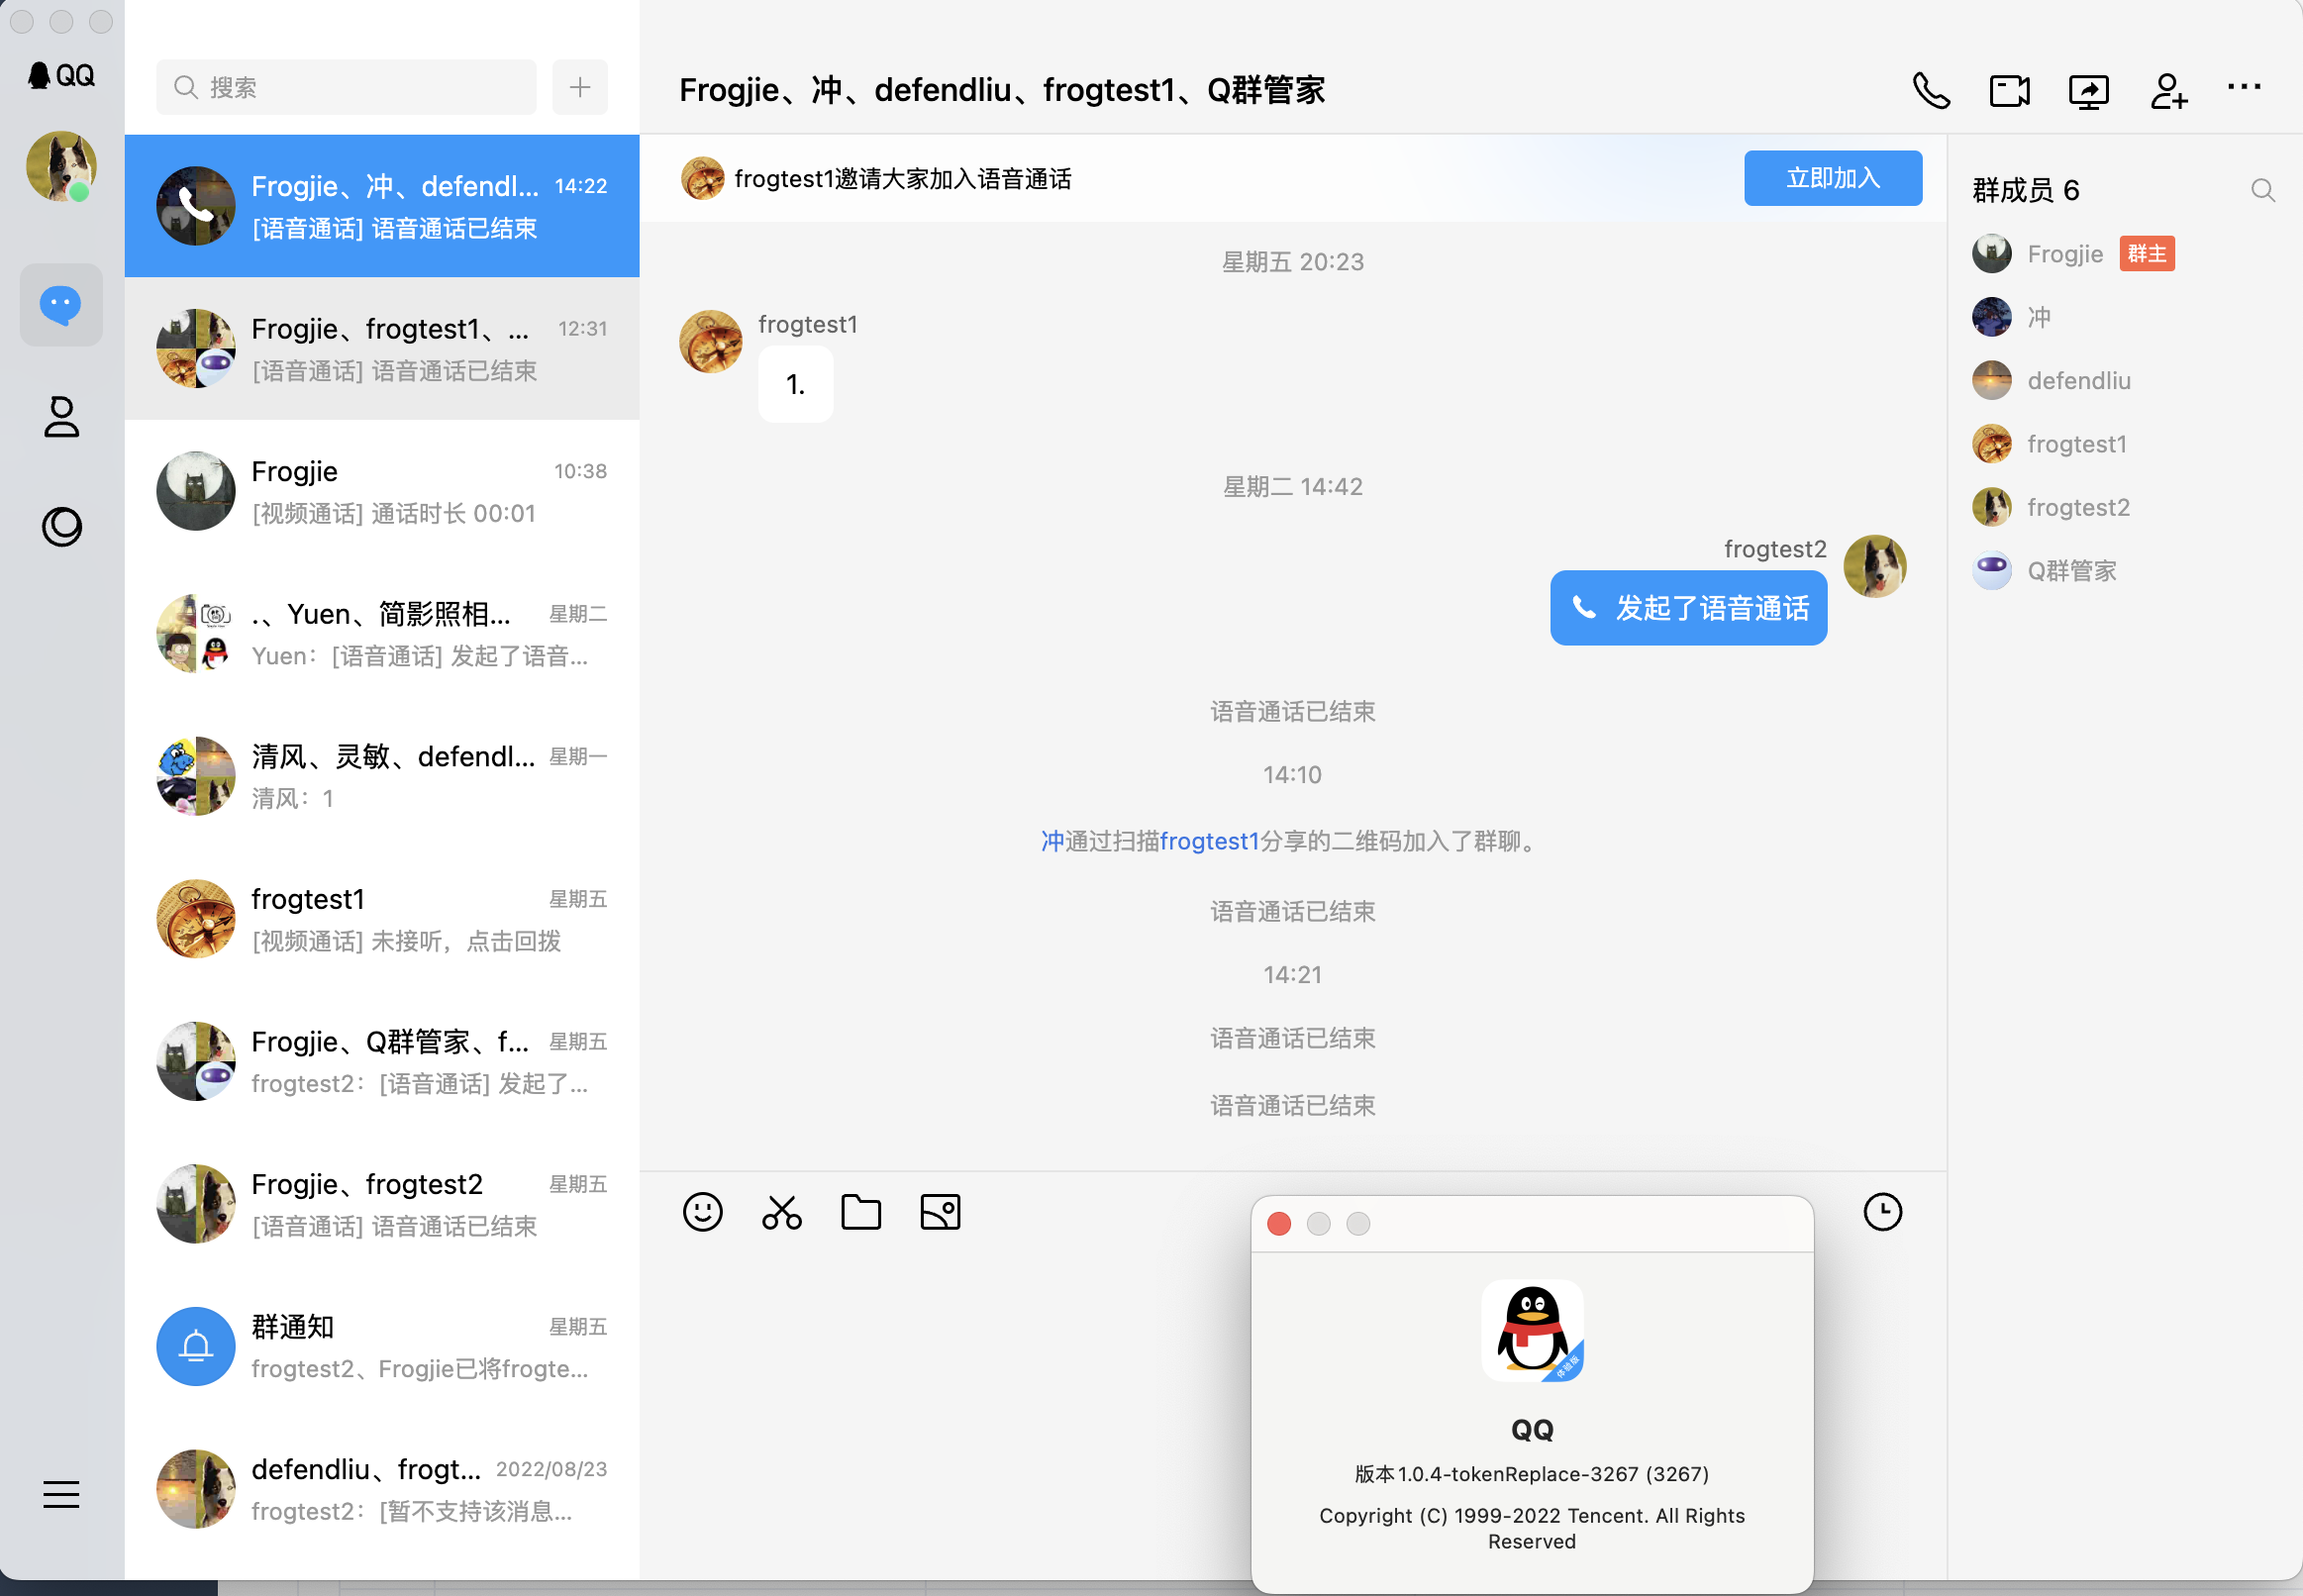 QQ
搜索
Frogjie、冲、defendl... 14:22
[语音通话] 语音通话已结束
Frogjie、frogtest1、... 12:31
[语音通话] 语音通话已结束
Frogjie 10:38
[视频通话] 通话时长 00:01
.、Yuen、简影照相... 星期二
Yuen：[语音通话] 发起了语音...
清风、灵敏、defendl... 星期一
清风：1
frogtest1 星期五
[视频通话] 未接听，点击回拨
Frogjie、Q群管家、f... 星期五
frogtest2：[语音通话] 发起了...
Frogjie、frogtest2 星期五
[语音通话] 语音通话已结束
群通知 星期五
frogtest2、Frogjie已将frogte...
defendliu、frogt... 2022/08/23
frogtest2：[暂不支持该消息...
Frogjie、冲、defendliu、frogtest1、Q群管家
frogtest1邀请大家加入语音通话 立即加入
星期五 20:23
frogtest1
1.
星期二 14:42
frogtest2
发起了语音通话
语音通话已结束
14:10
冲通过扫描frogtest1分享的二维码加入了群聊。
语音通话已结束
14:21
语音通话已结束
语音通话已结束
群成员 6
Frogjie 群主
冲
defendliu
frogtest1
frogtest2
Q群管家
体验版
QQ
版本1.0.4-tokenReplace-3267 (3267)
Copyright (C) 1999-2022 Tencent. All Rights
Reserved